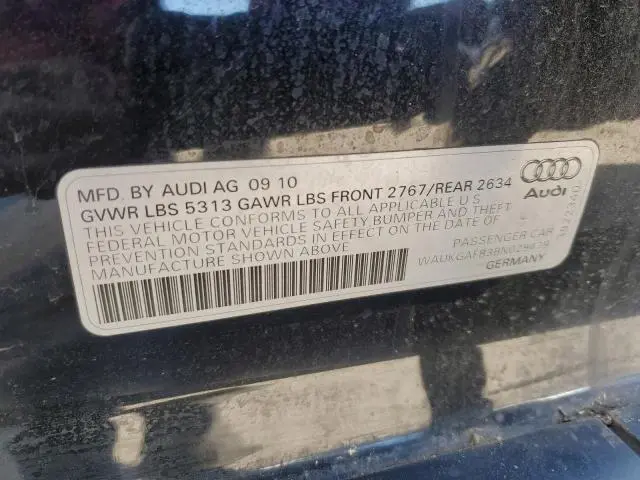 MFD. BY AUDI AG 09 10
GVWR LBS 5313 GAWR LBS FRONT 2767/REAR 2634
THIS VEHICLE CONFORMS TO ALL APPLICABLE U S
FEDERAL MOTOR VEHICLE SAFETY BUMPER AND THEFT
PREVENTION STANDARDS IN EFFECT ON THE DATE OF
MANUFACTURE SHOWN ABOVE
Audi
PASSENGER CAR
GERMANY